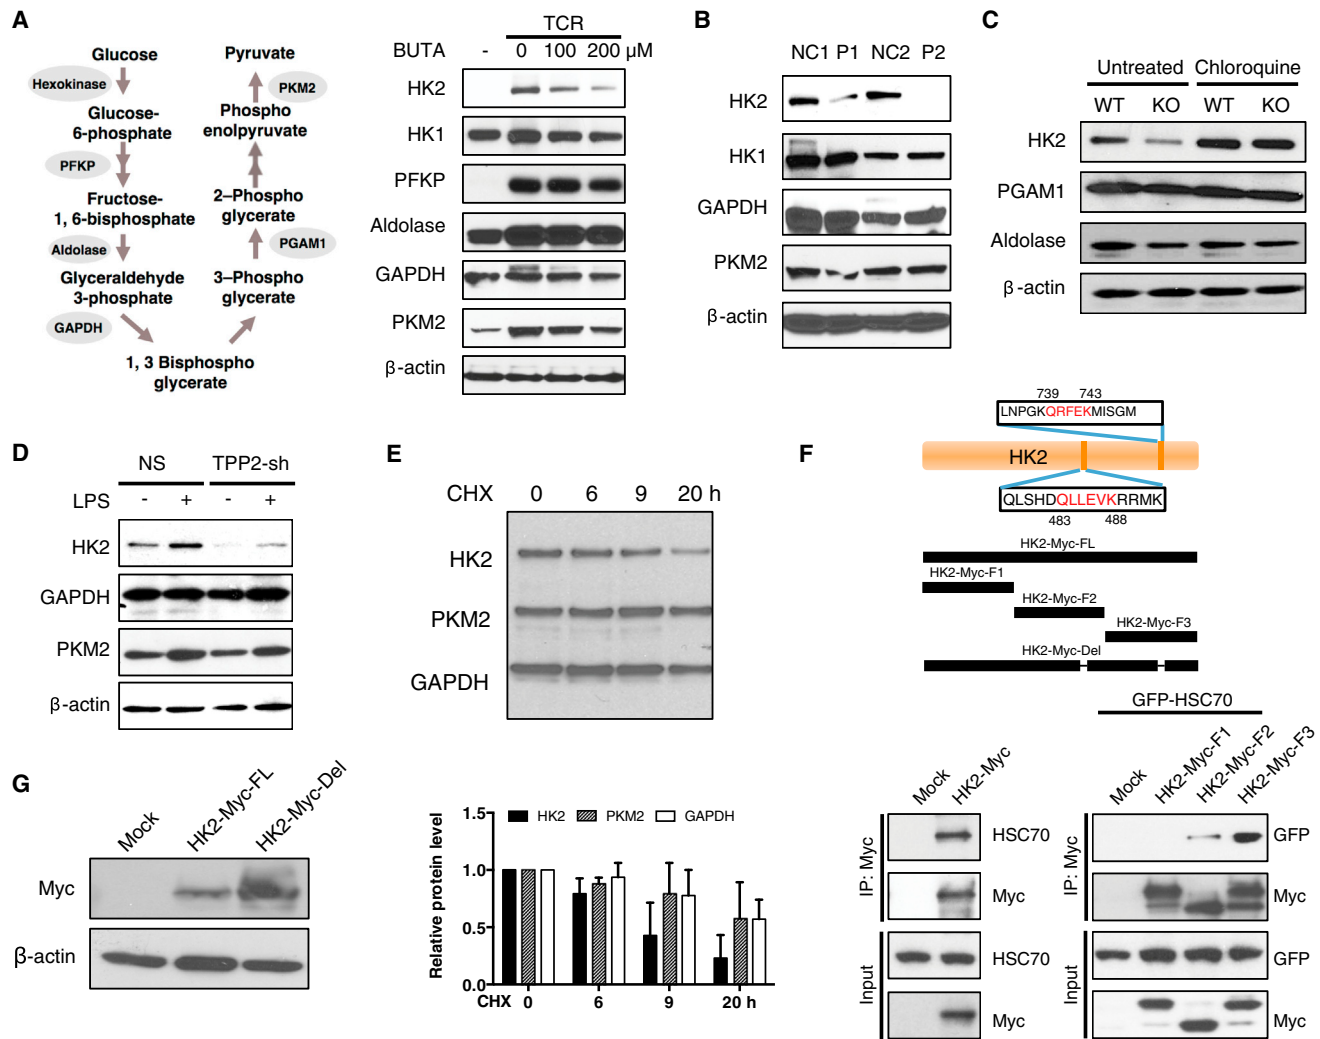 A
Glucose
Hexokinase
Glucose-
6-phosphate
PFKP
Fructose-
1, 6-bisphosphate
Aldolase
Glyceraldehyde
3-phosphate
GAPDH
1, 3 Bisphospho
glycerate
3–Phospho
glycerate
PGAM1
2–Phospho
glycerate
Phospho
enolpyruvate
PKM2
Pyruvate
TCR
BUTA - 0 100 200 µM
HK2
HK1
PFKP
Aldolase
GAPDH
PKM2
β-actin
B
NC1 P1 NC2 P2
HK2
HK1
GAPDH
PKM2
β-actin
C
Untreated Chloroquine
WT KO WT KO
HK2
PGAM1
Aldolase
β-actin
D
NS TPP2-sh
LPS - + - +
HK2
GAPDH
PKM2
β-actin
E
CHX 0 6 9 20 h
HK2
PKM2
GAPDH
1.5
1.0
0.5
0.0
Relative protein level
HK2 PKM2 GAPDH
CHX 0 6 9 20 h
F
739 743
LNPGKQRFEKMISGM
HK2
QLSHDQLLEVKRRMK
483 488
HK2-Myc-FL
HK2-Myc-F1
HK2-Myc-F2
HK2-Myc-F3
HK2-Myc-Del
Mock HK2-Myc
IP: Myc
HSC70
Myc
Input
HSC70
Myc
GFP-HSC70
Mock HK2-Myc-F1 HK2-Myc-F2 HK2-Myc-F3
IP: Myc
GFP
Myc
Input
GFP
Myc
G
Mock HK2-Myc-FL HK2-Myc-Del
Myc
β-actin